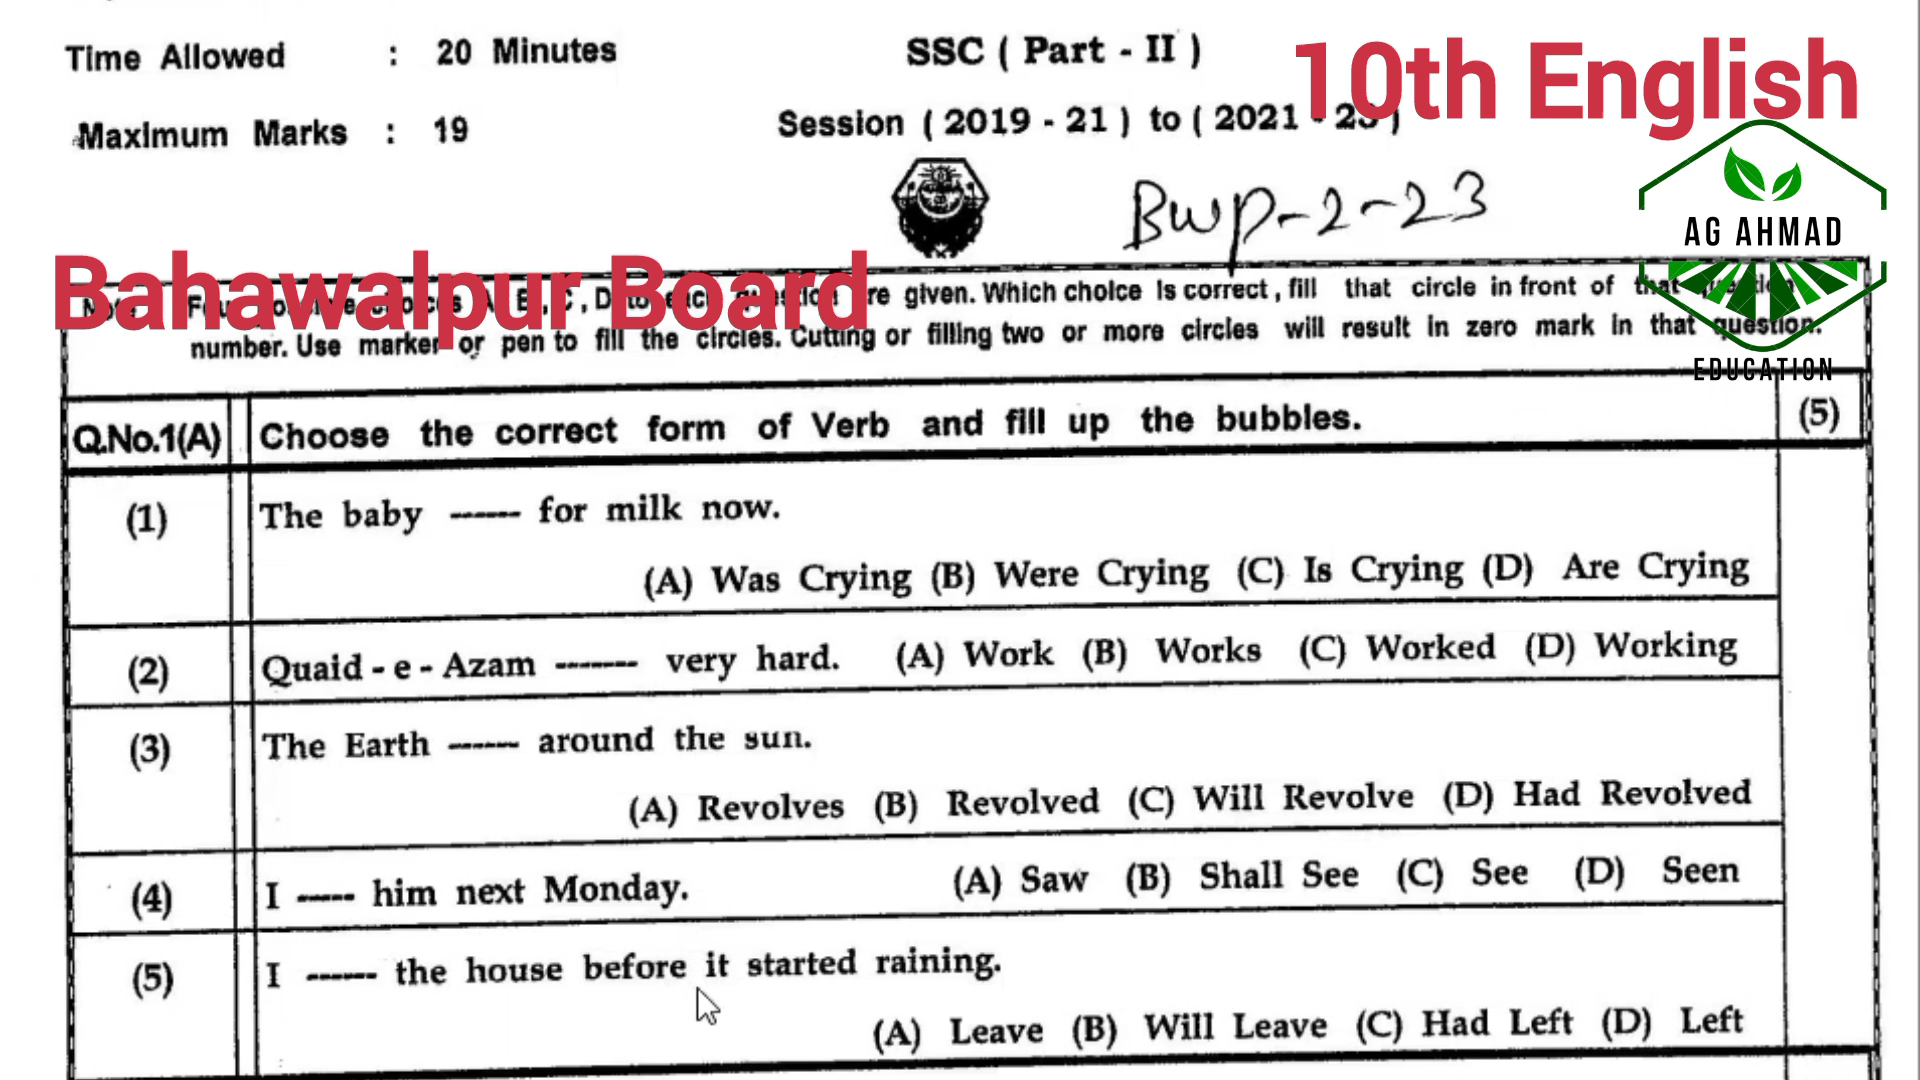 Time Allowed : 20 Minutes
SSC ( Part - II )
10th English
Maximum Marks : 19
Session ( 2019 - 21 ) to ( 2021 - 23 )
Bwp-2-23
AG AHMAD
EDUCATION
Bahawalpur Board
given. Which choice is correct, fill that circle in front of that question
number. Use marker or pen to fill the circles. Cutting or filling two or more circles will result in zero mark in that question.
Q.No.1(A) Choose the correct form of Verb and fill up the bubbles. (5)
(1) The baby ------ for milk now.
(A) Was Crying (B) Were Crying (C) Is Crying (D) Are Crying
(2) Quaid - e - Azam ------- very hard. (A) Work (B) Works (C) Worked (D) Working
(3) The Earth ------ around the sun.
(A) Revolves (B) Revolved (C) Will Revolve (D) Had Revolved
(4) I ----- him next Monday. (A) Saw (B) Shall See (C) See (D) Seen
(5) I ------ the house before it started raining.
(A) Leave (B) Will Leave (C) Had Left (D) Left